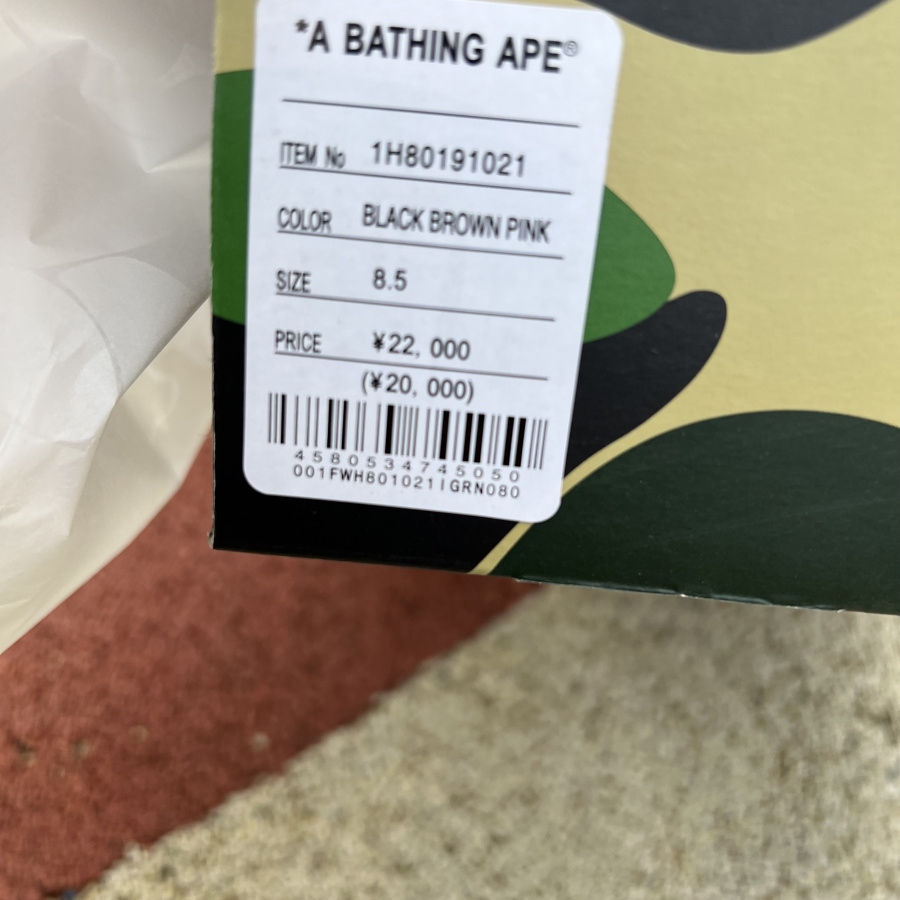 *A BATHING APE®
ITEM No 1H80191021
COLOR BLACK BROWN PINK
SIZE 8.5
PRICE ¥22, 000
(¥20, 000)
4580534745050
001FWH801021IGRN080